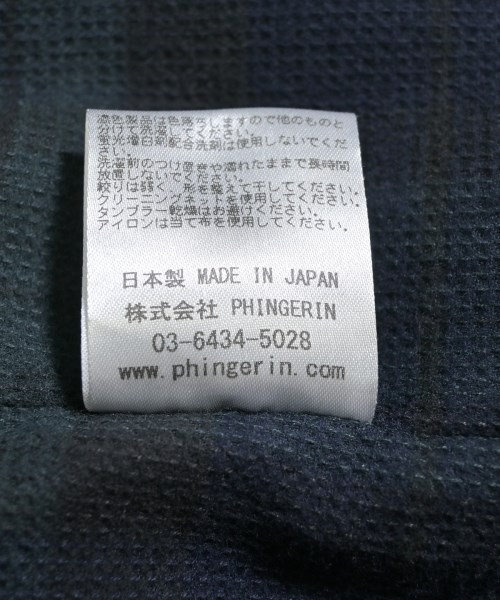 濃色製品は色落ちしますので他のものと
分けて洗濯してください。
蛍光増白剤配合洗剤は使用しないでくだ
さい。
洗濯前のつけ置きや濡れたままで長時間
放置しないでください。
絞りは弱く、形を整えて干してください。
クリーニングネットを使用してください。
タンブラー乾燥はお避けください。
アイロンは当て布を使用してください。
日本製 MADE IN JAPAN
株式会社 PHINGERIN
03-6434-5028
www.phingerin.com